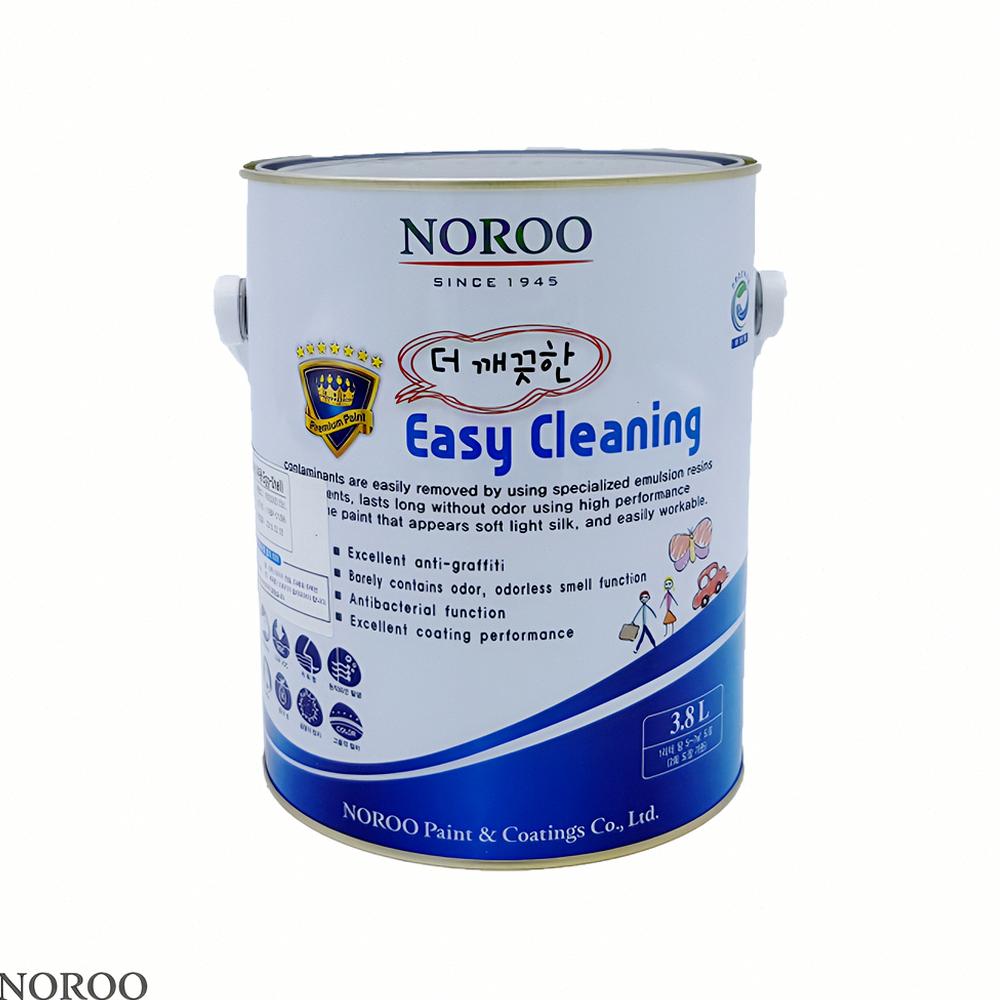 NOROO
SINCE 1945
더 깨끗한
Easy Cleaning
Premium Paint
contaminants are easily removed by using specialized emulsion resins
ents, lasts long without odor using high performance
e paint that appears soft light silk, and easily workable.
■ Excellent anti-graffiti
■ Barely contains odor, odorless smell function
■ Antibacterial function
■ Excellent coating performance
COLOR
3.8 L
NOROO Paint & Coatings Co., Ltd.
NOROO